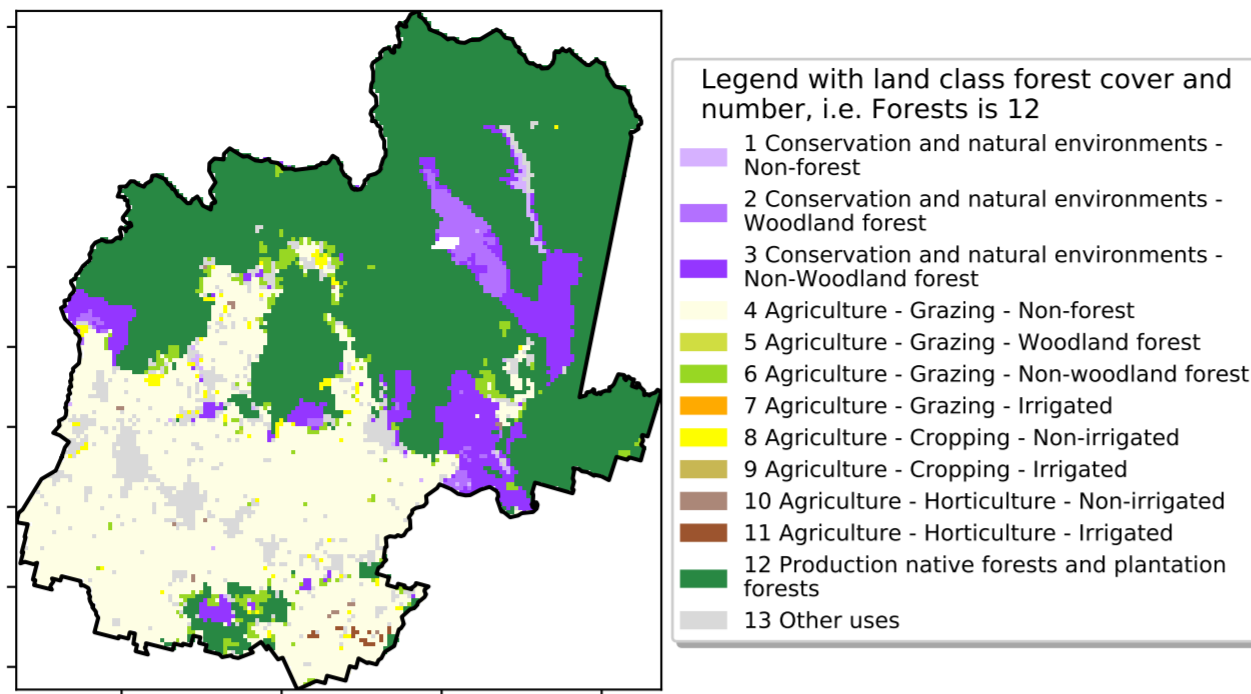 Legend with land class forest cover and
number, i.e. Forests is 12
1 Conservation and natural environments -
Non-forest
2 Conservation and natural environments -
Woodland forest
3 Conservation and natural environments -
Non-Woodland forest
4 Agriculture - Grazing - Non-forest
5 Agriculture - Grazing - Woodland forest
6 Agriculture - Grazing - Non-woodland forest
7 Agriculture - Grazing - Irrigated
8 Agriculture - Cropping - Non-irrigated
9 Agriculture - Cropping - Irrigated
10 Agriculture - Horticulture - Non-irrigated
11 Agriculture - Horticulture - Irrigated
12 Production native forests and plantation
forests
13 Other uses